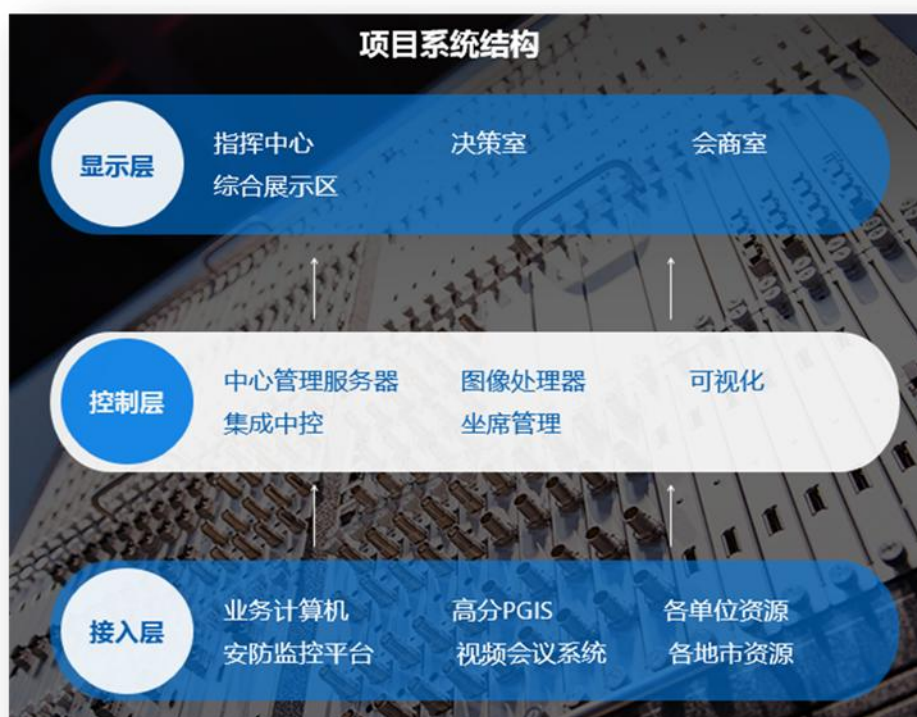 项目系统结构
显示层
指挥中心 决策室 会商室
综合展示区
控制层
中心管理服务器 图像处理器 可视化
集成中控 坐席管理
接入层
业务计算机 高分PGIS 各单位资源
安防监控平台 视频会议系统 各地市资源